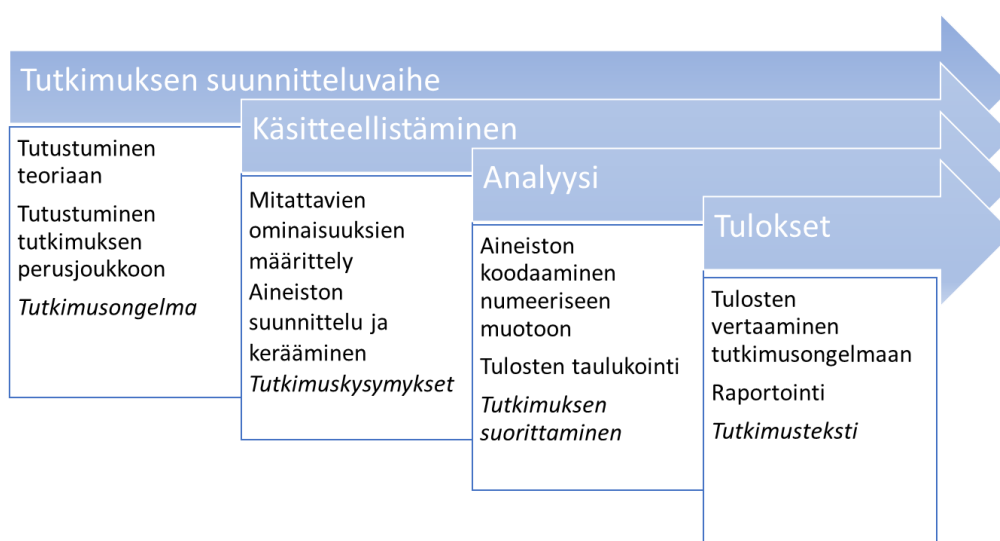 Tutkimuksen suunnitteluvaihe
Tutustuminen
teoriaan
Tutustuminen
tutkimuksen
perusjoukkoon
Tutkimusongelma
Käsitteellistäminen
Mitattavien
ominaisuuksien
määrittely
Aineiston
suunnittelu ja
kerääminen
Tutkimuskysymykset
Analyysi
Aineiston
koodaaminen
numeeriseen
muotoon
Tulosten taulukointi
Tutkimuksen
suorittaminen
Tulokset
Tulosten
vertaaminen
tutkimusongelmaan
Raportointi
Tutkimusteksti